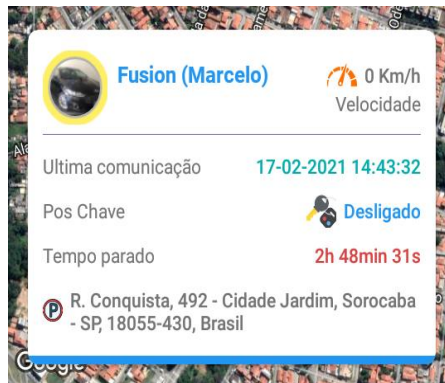 Fusion (Marcelo)
0 Km/h
Velocidade
Ultima comunicação 17-02-2021 14:43:32
Pos Chave Desligado
Tempo parado 2h 48min 31s
P R. Conquista, 492 - Cidade Jardim, Sorocaba
- SP, 18055-430, Brasil
Google